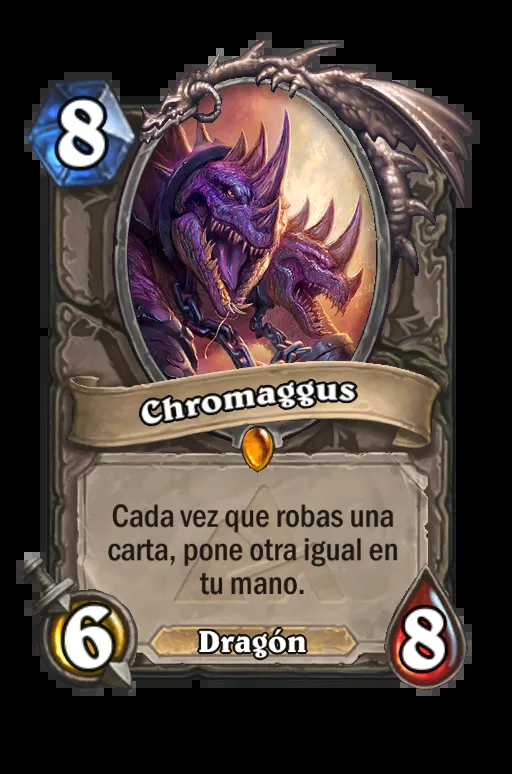 8
Chromaggus
Cada vez que robas una
carta, pone otra igual en
tu mano.
6
Dragón
8